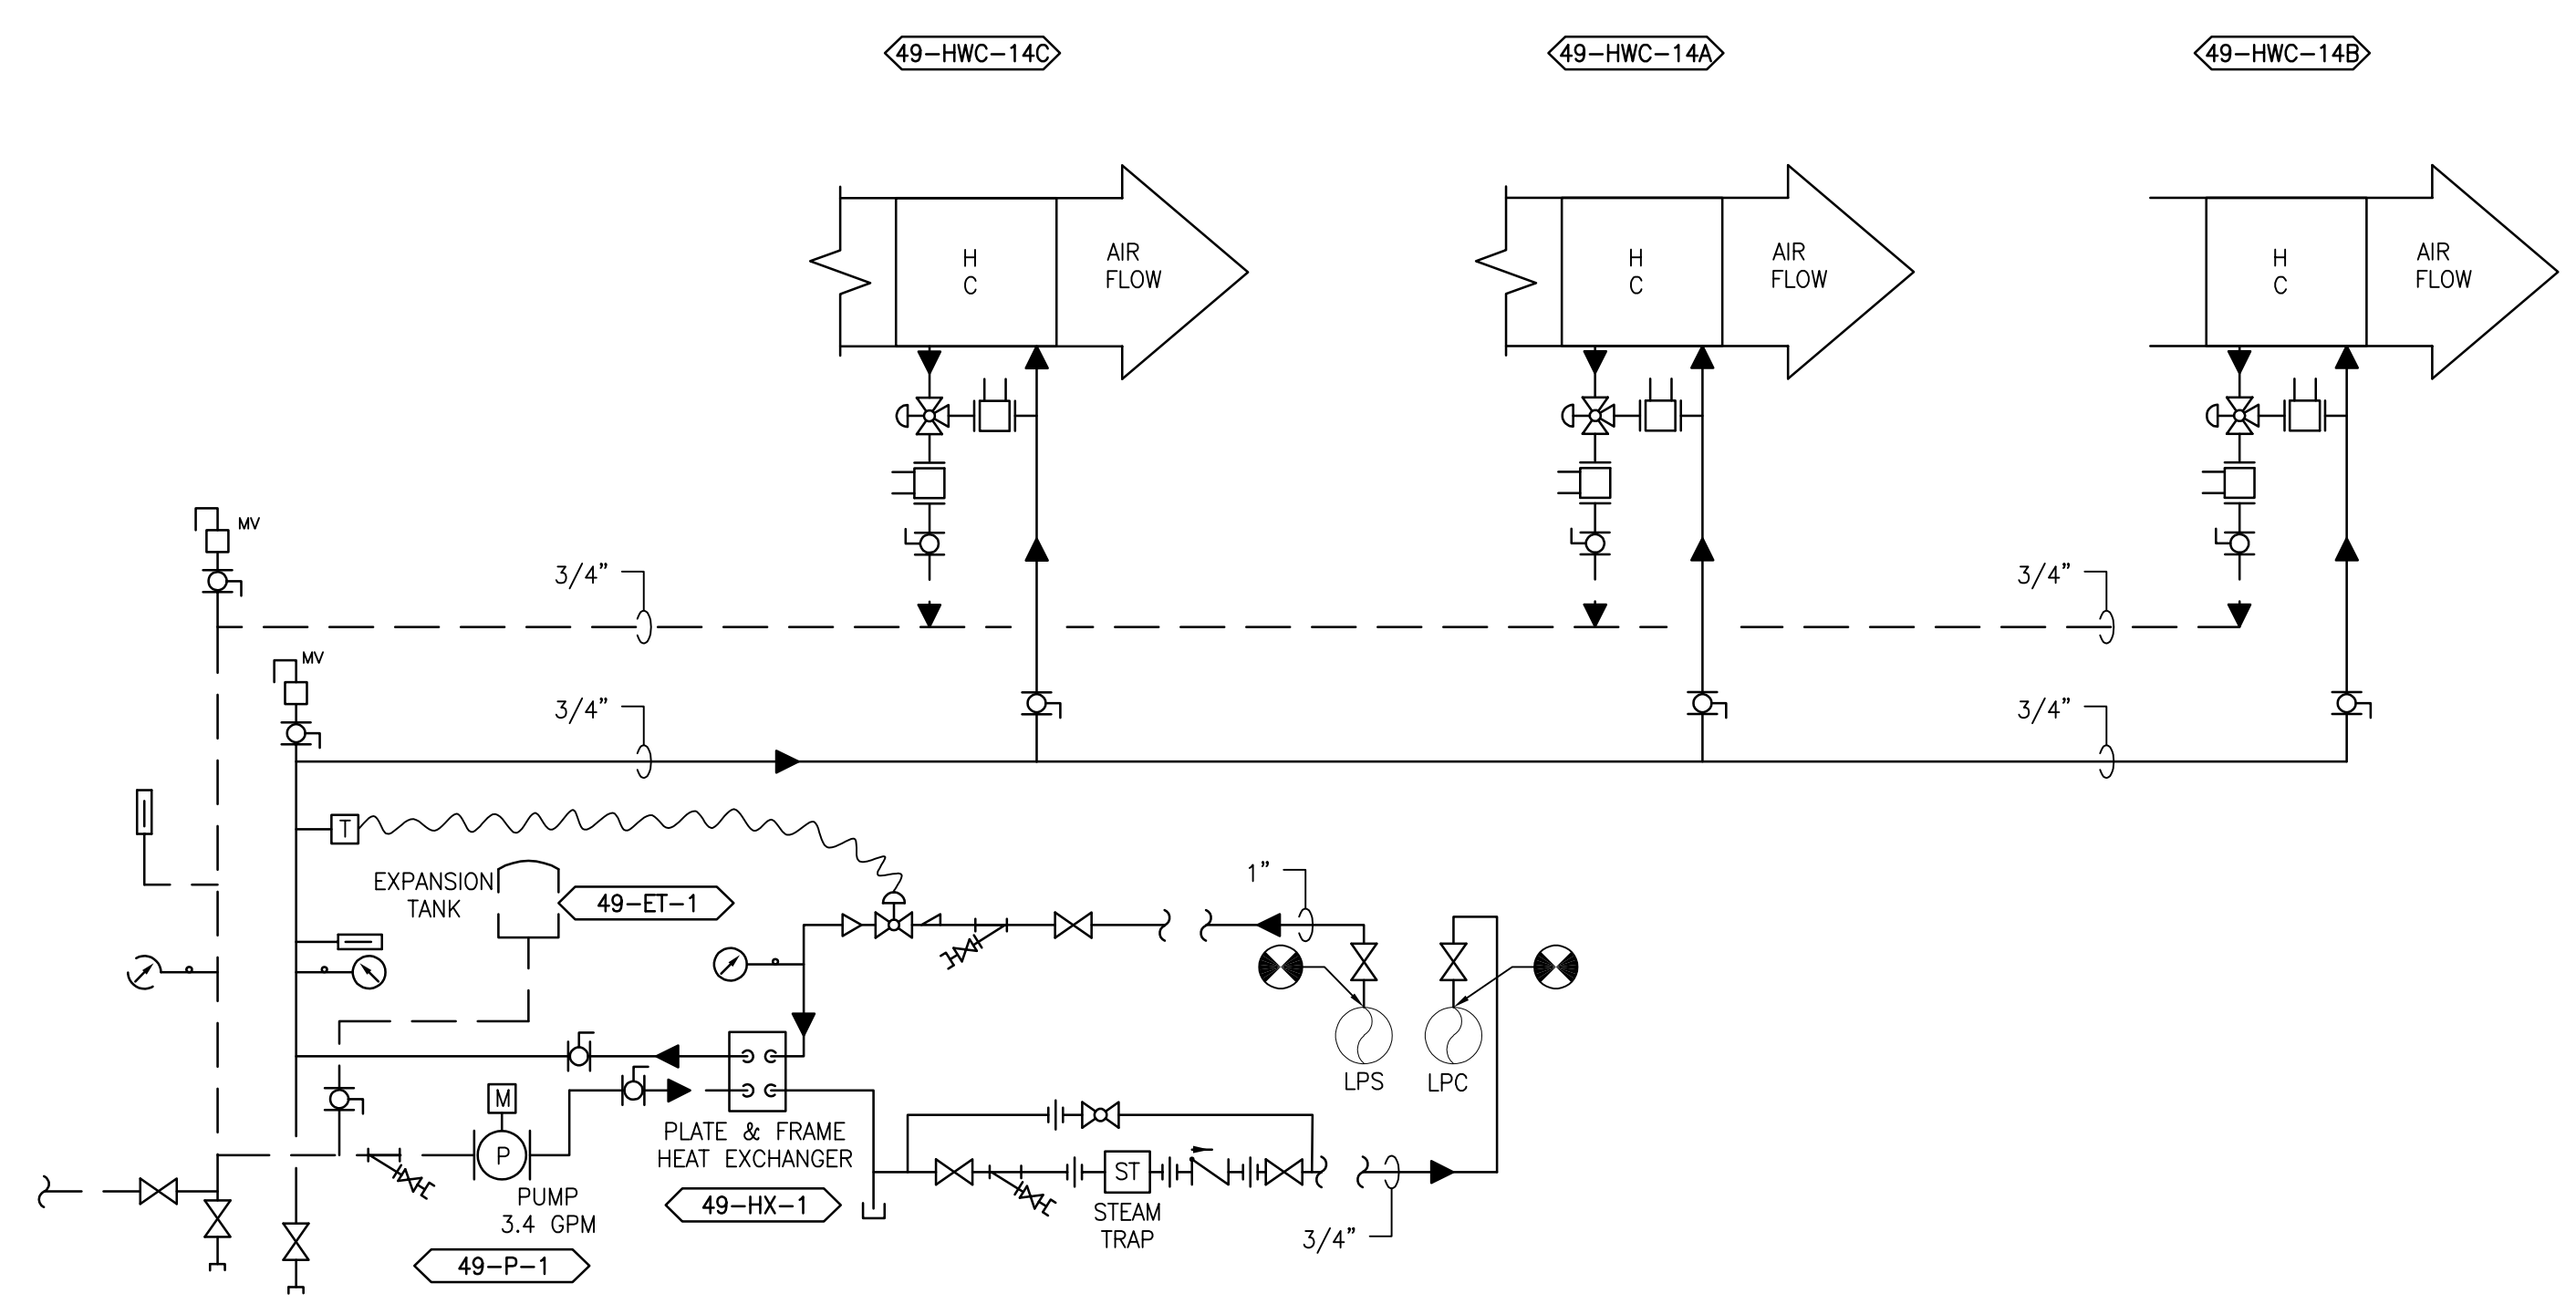 49-HWC-14C
49-HWC-14A
49-HWC-14B
H
C
AIR
FLOW
H
C
AIR
FLOW
H
C
AIR
FLOW
MV
3/4"
3/4"
MV
3/4"
3/4"
T
EXPANSION
TANK
49-ET-1
1"
LPS
LPC
M
P
PUMP
3.4 GPM
49-P-1
PLATE & FRAME
HEAT EXCHANGER
49-HX-1
ST
STEAM
TRAP
3/4"